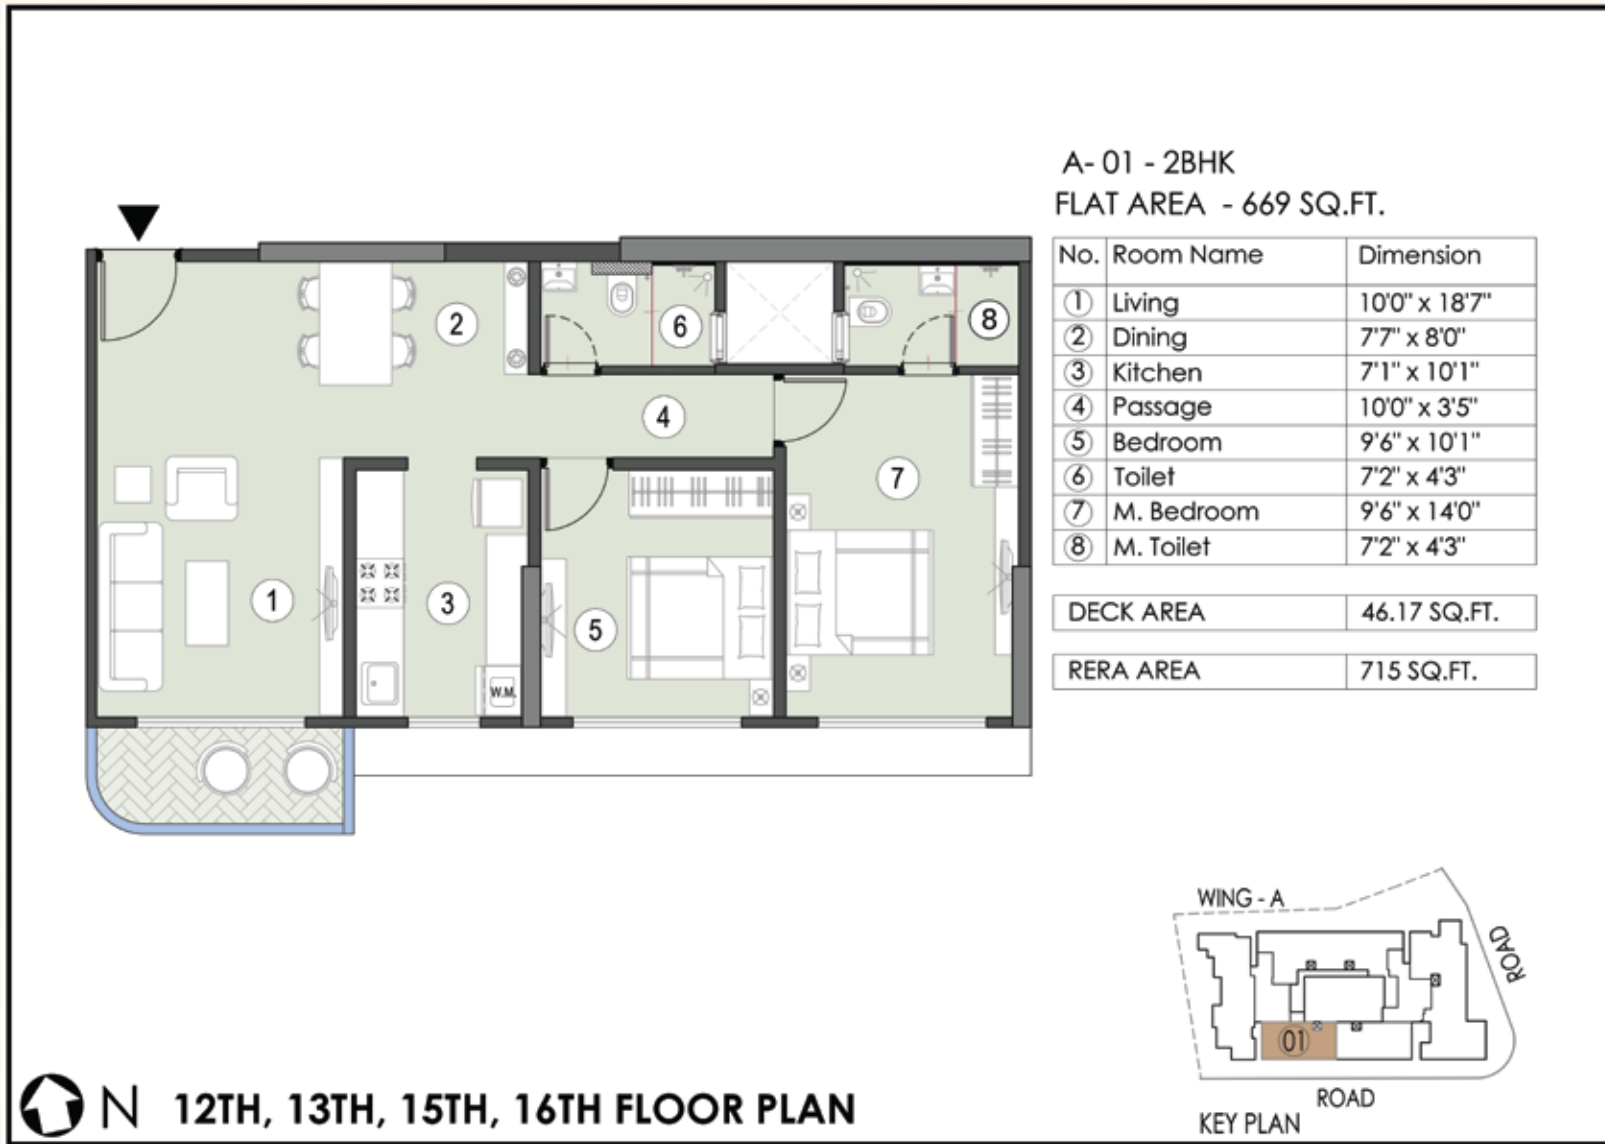 A- 01 - 2BHK
FLAT AREA - 669 SQ.FT.
No. Room Name Dimension
1 Living 10'0" x 18'7"
2 Dining 7'7" x 8'0"
3 Kitchen 7'1" x 10'1"
4 Passage 10'0" x 3'5"
5 Bedroom 9'6" x 10'1"
6 Toilet 7'2" x 4'3"
7 M. Bedroom 9'6" x 14'0"
8 M. Toilet 7'2" x 4'3"
DECK AREA 46.17 SQ.FT.
RERA AREA 715 SQ.FT.
2
6
8
4
7
1
3
5
W.M.
WING - A
ROAD
01
ROAD
KEY PLAN
N 12TH, 13TH, 15TH, 16TH FLOOR PLAN